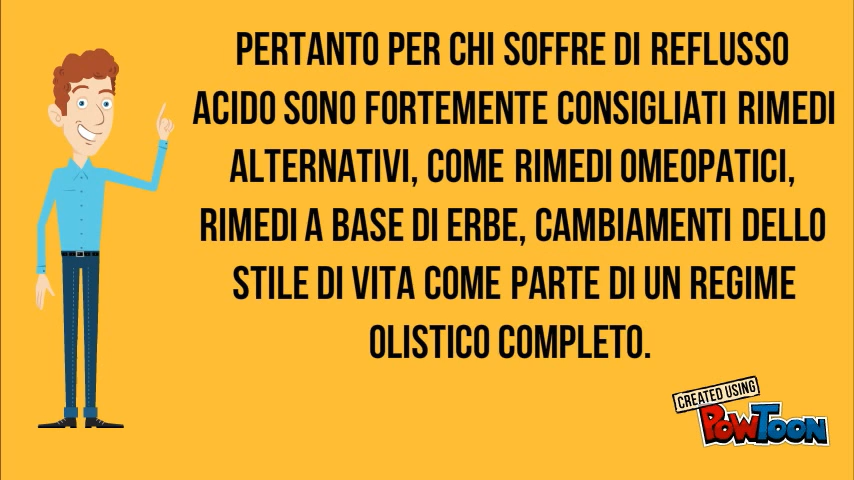 PERTANTO PER CHI SOFFRE DI REFLUSSO
ACIDO SONO FORTEMENTE CONSIGLIATI RIMEDI
ALTERNATIVI, COME RIMEDI OMEOPATICI,
RIMEDI A BASE DI ERBE, CAMBIAMENTI DELLO
STILE DI VITA COME PARTE DI UN REGIME
OLISTICO COMPLETO.
CREATED USING
POWTOON